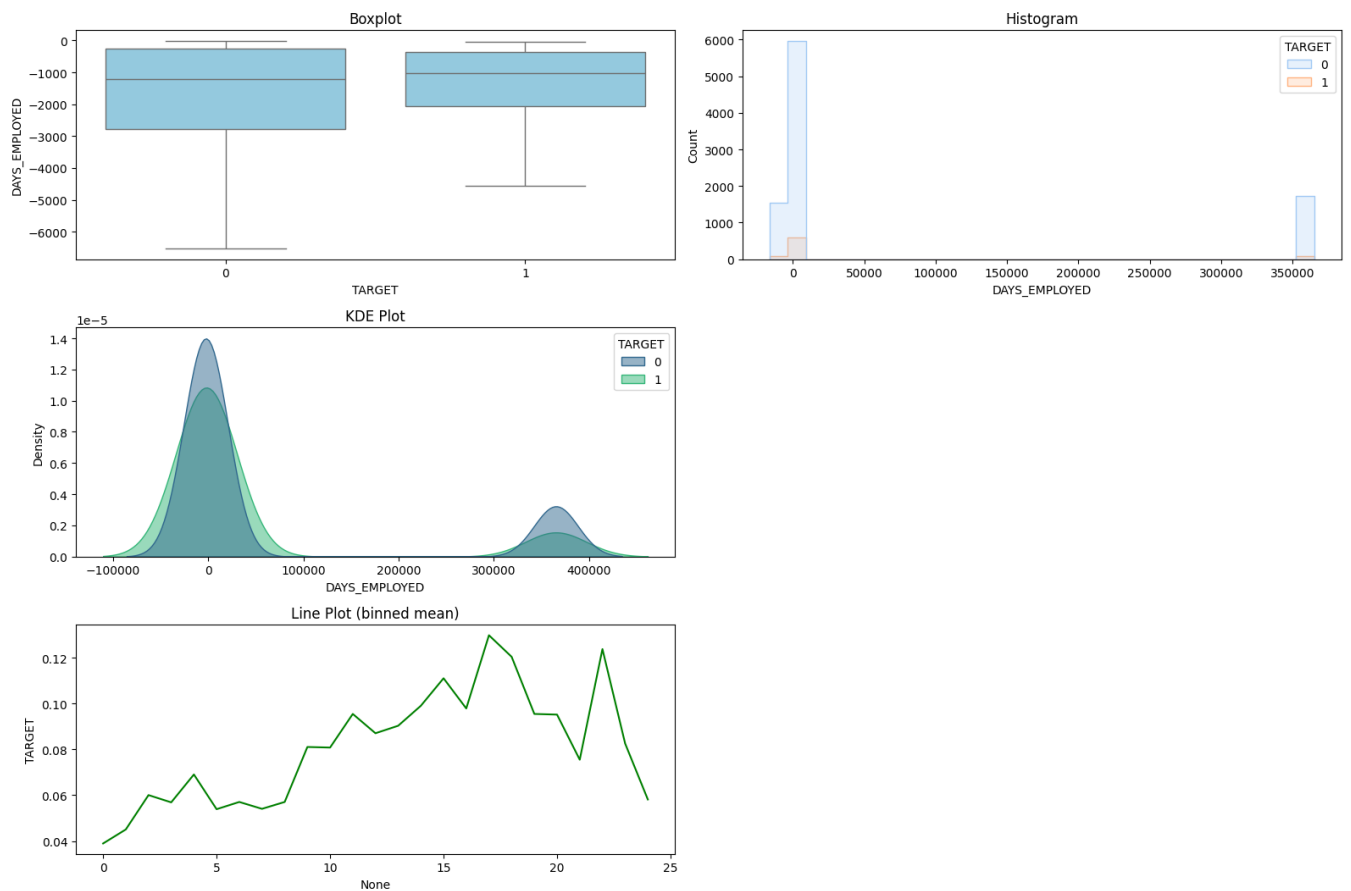 Boxplot
0
−1000
−2000
−3000
−4000
−5000
−6000
DAYS_EMPLOYED
0 1
TARGET
Histogram
6000
5000
4000
3000
2000
1000
0
Count
TARGET
0
1
0 50000 100000 150000 200000 250000 300000 350000
DAYS_EMPLOYED
KDE Plot
1e−5
1.4
1.2
1.0
0.8
0.6
0.4
0.2
0.0
Density
TARGET
0
1
−100000 0 100000 200000 300000 400000
DAYS_EMPLOYED
Line Plot (binned mean)
0.12
0.10
0.08
0.06
0.04
TARGET
0 5 10 15 20 25
None